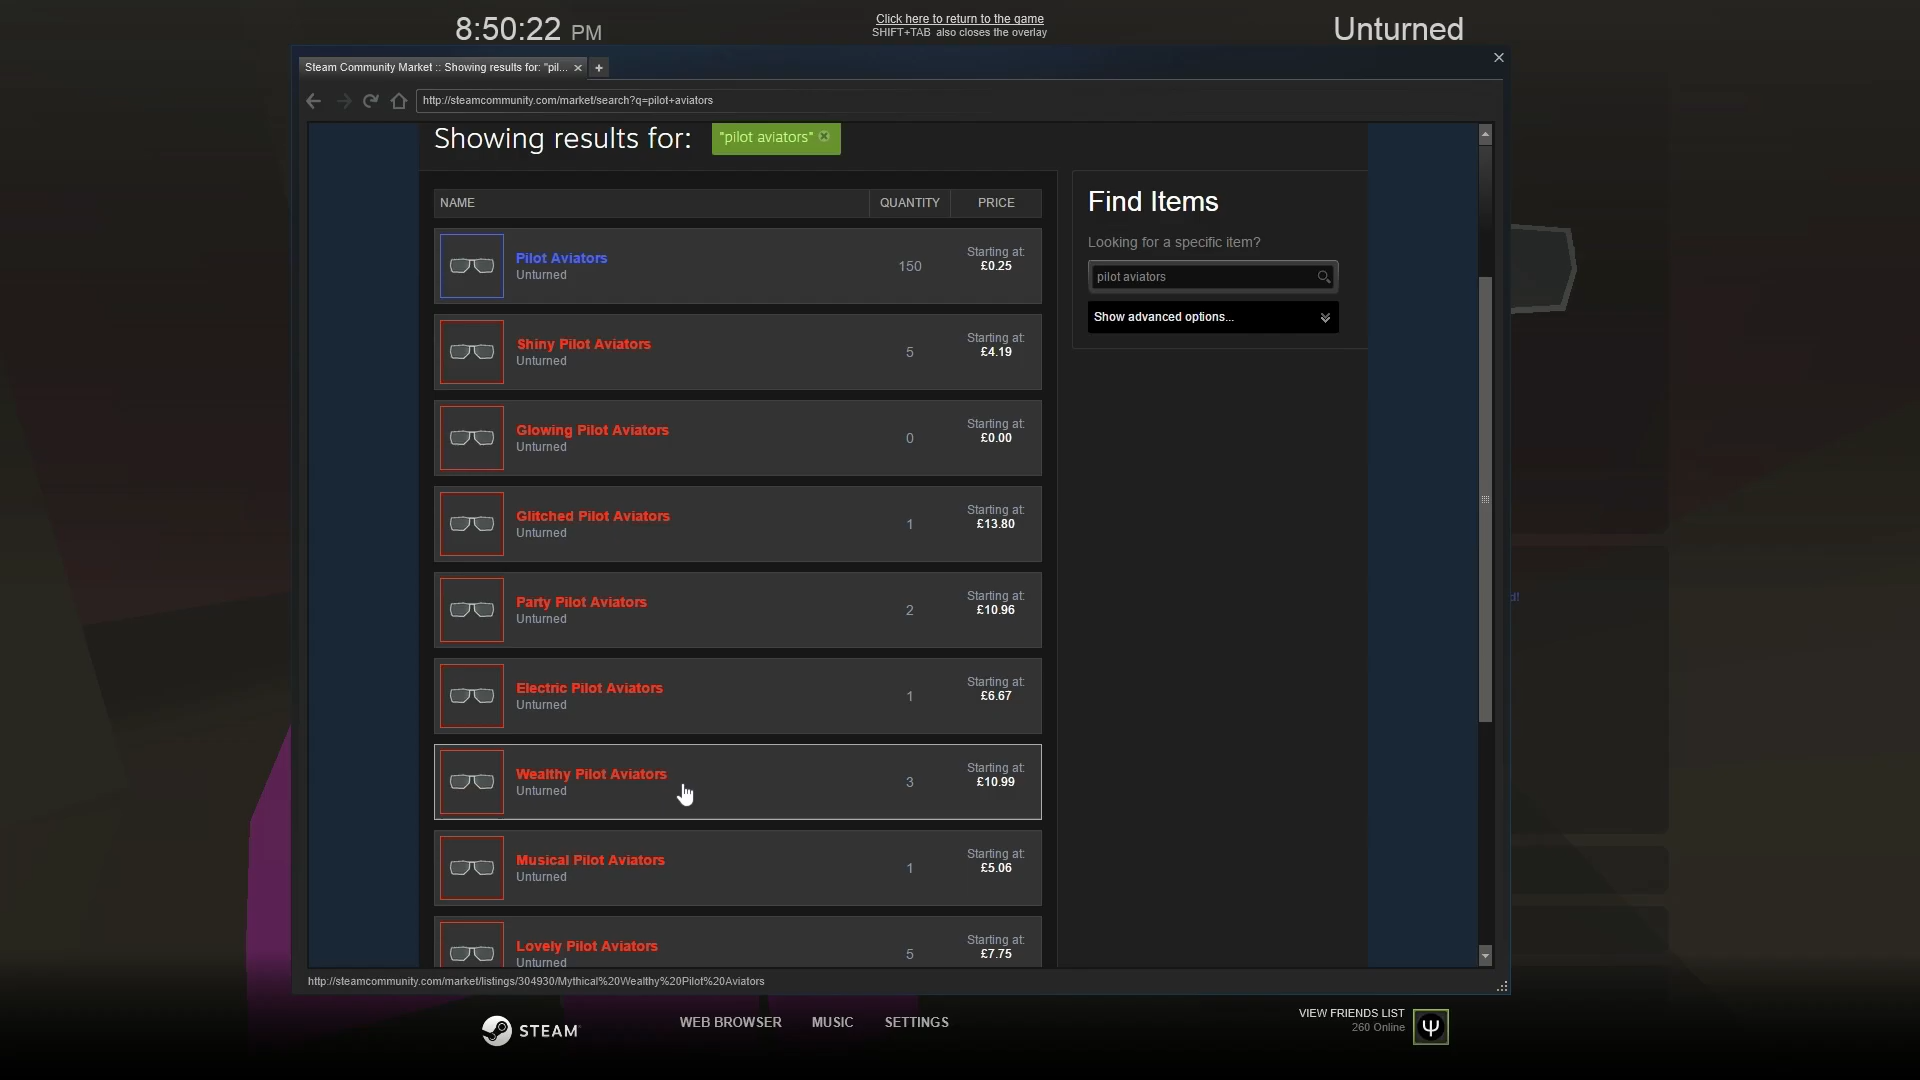 8:50:22 PM
Click here to return to the game
SHIFT+TAB also closes the overlay
Unturned
Steam Community Market :: Showing results for: "pil...
http://steamcommunity.com/market/search?q=pilot+aviators
Showing results for: "pilot aviators"
NAME QUANTITY PRICE
Pilot Aviators
Unturned
150
Starting at:
£0.25
Shiny Pilot Aviators
Unturned
5
Starting at:
£4.19
Glowing Pilot Aviators
Unturned
0
Starting at:
£0.00
Glitched Pilot Aviators
Unturned
1
Starting at:
£13.80
Party Pilot Aviators
Unturned
2
Starting at:
£10.96
Electric Pilot Aviators
Unturned
1
Starting at:
£6.67
Wealthy Pilot Aviators
Unturned
3
Starting at:
£10.99
Musical Pilot Aviators
Unturned
1
Starting at:
£5.06
Lovely Pilot Aviators
Unturned
5
Starting at:
£7.75
Find Items
Looking for a specific item?
pilot aviators
Show advanced options...
d!
http://steamcommunity.com/market/listings/304930/Mythical%20Wealthy%20Pilot%20Aviators
STEAM
WEB BROWSER MUSIC SETTINGS
VIEW FRIENDS LIST
260 Online